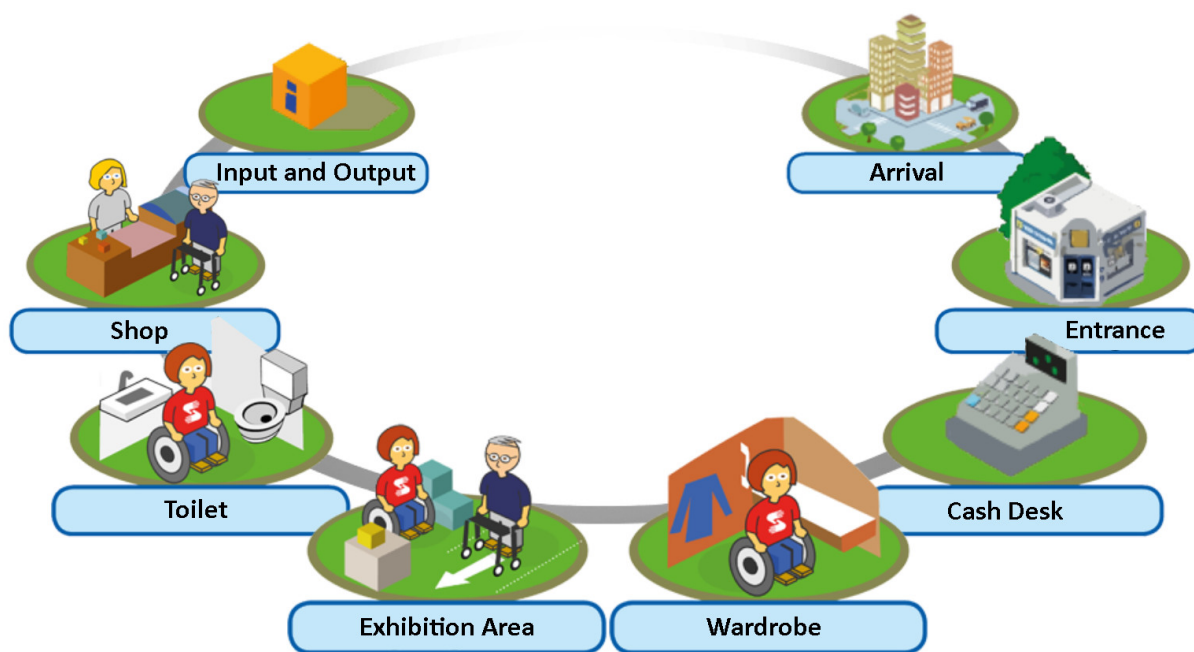 Input and Output
Arrival
Shop
Entrance
Toilet
Cash Desk
Exhibition Area
Wardrobe